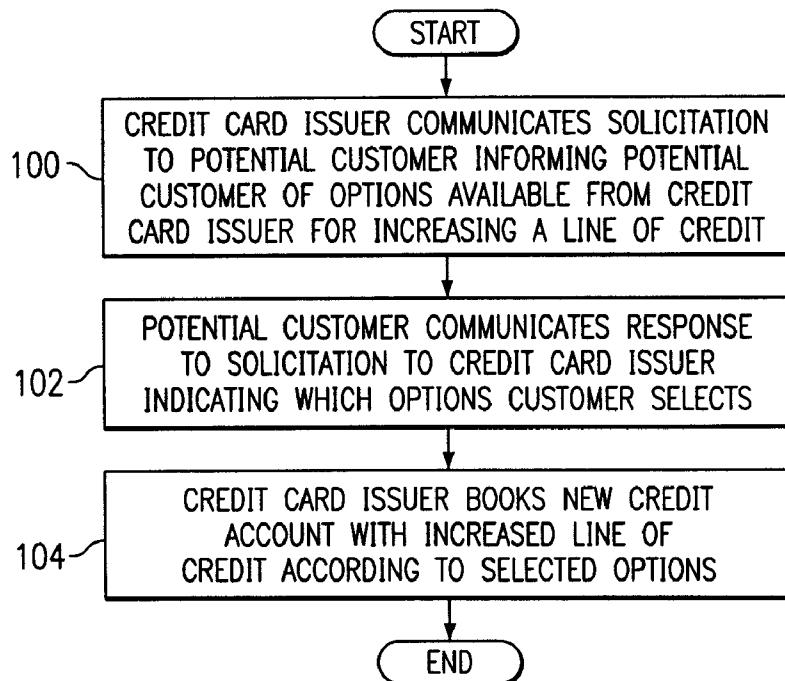 START
100
CREDIT CARD ISSUER COMMUNICATES SOLICITATION
TO POTENTIAL CUSTOMER INFORMING POTENTIAL
CUSTOMER OF OPTIONS AVAILABLE FROM CREDIT
CARD ISSUER FOR INCREASING A LINE OF CREDIT
102
POTENTIAL CUSTOMER COMMUNICATES RESPONSE
TO SOLICITATION TO CREDIT CARD ISSUER
INDICATING WHICH OPTIONS CUSTOMER SELECTS
104
CREDIT CARD ISSUER BOOKS NEW CREDIT
ACCOUNT WITH INCREASED LINE OF
CREDIT ACCORDING TO SELECTED OPTIONS
END